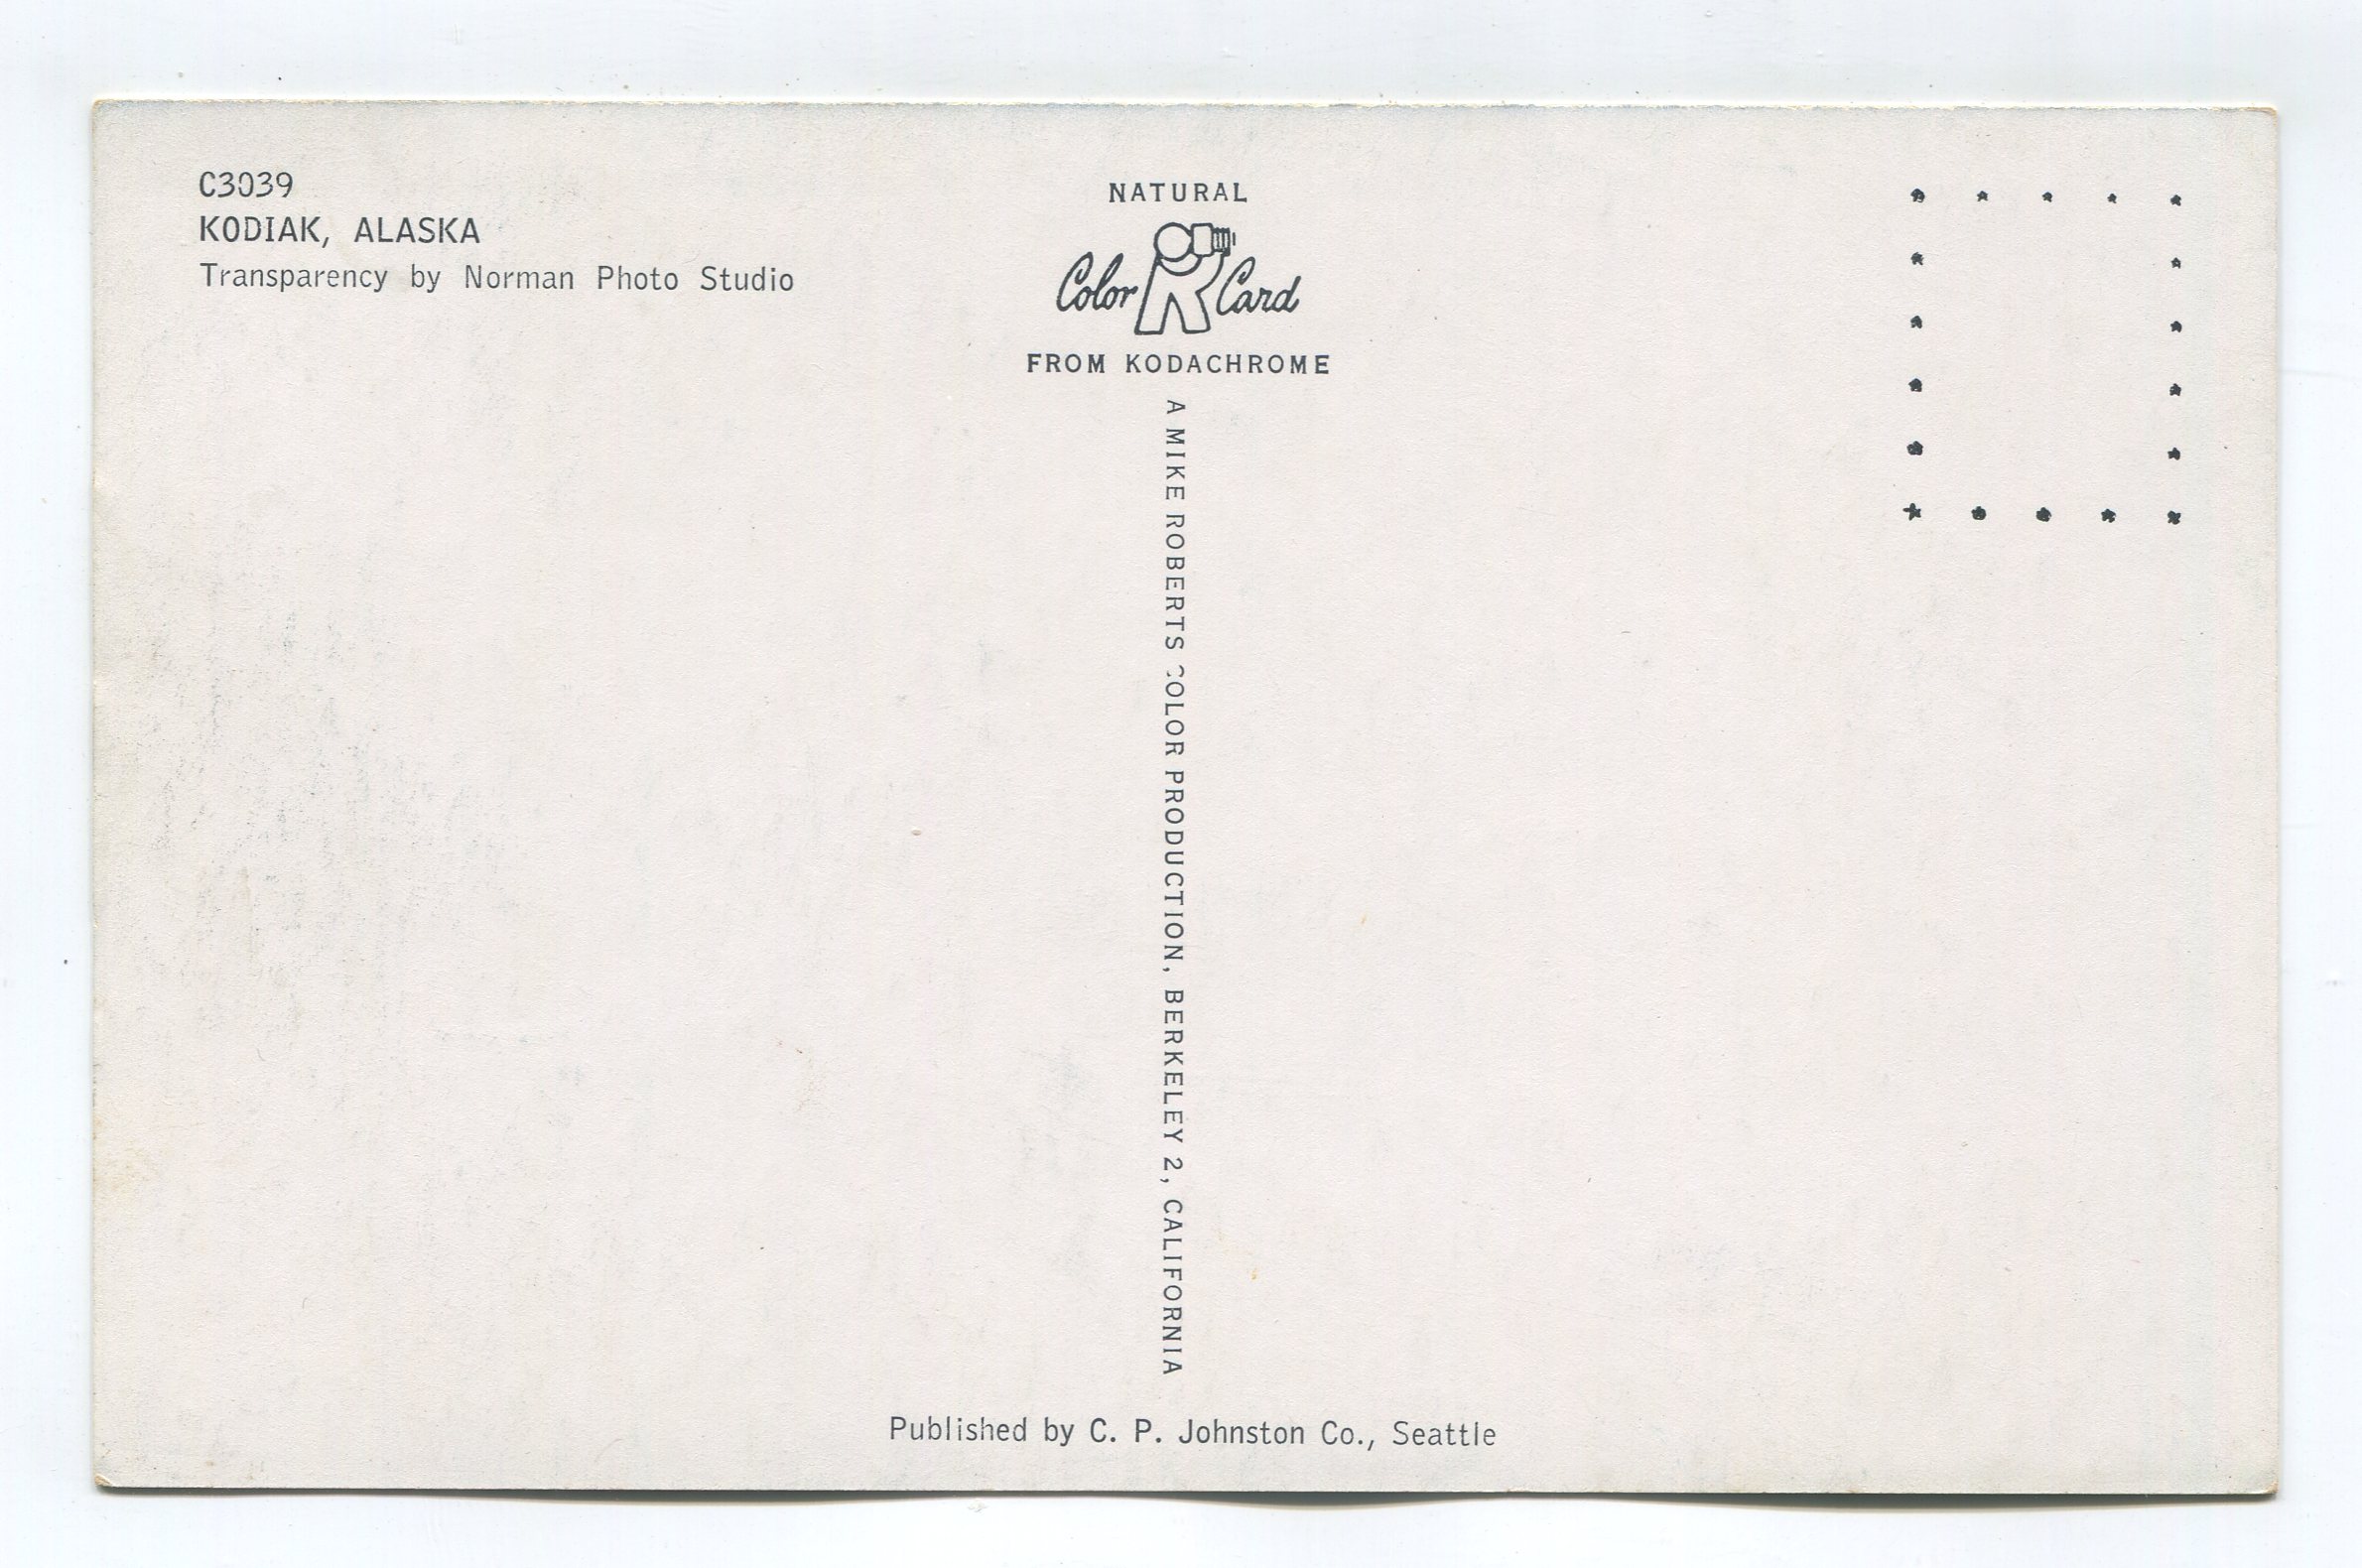 C3039
KODIAK, ALASKA
Transparency by Norman Photo Studio
NATURAL
Color Card
FROM KODACHROME
A MIKE ROBERTS COLOR PRODUCTION, BERKELEY 2, CALIFORNIA
Published by C. P. Johnston Co., Seattle